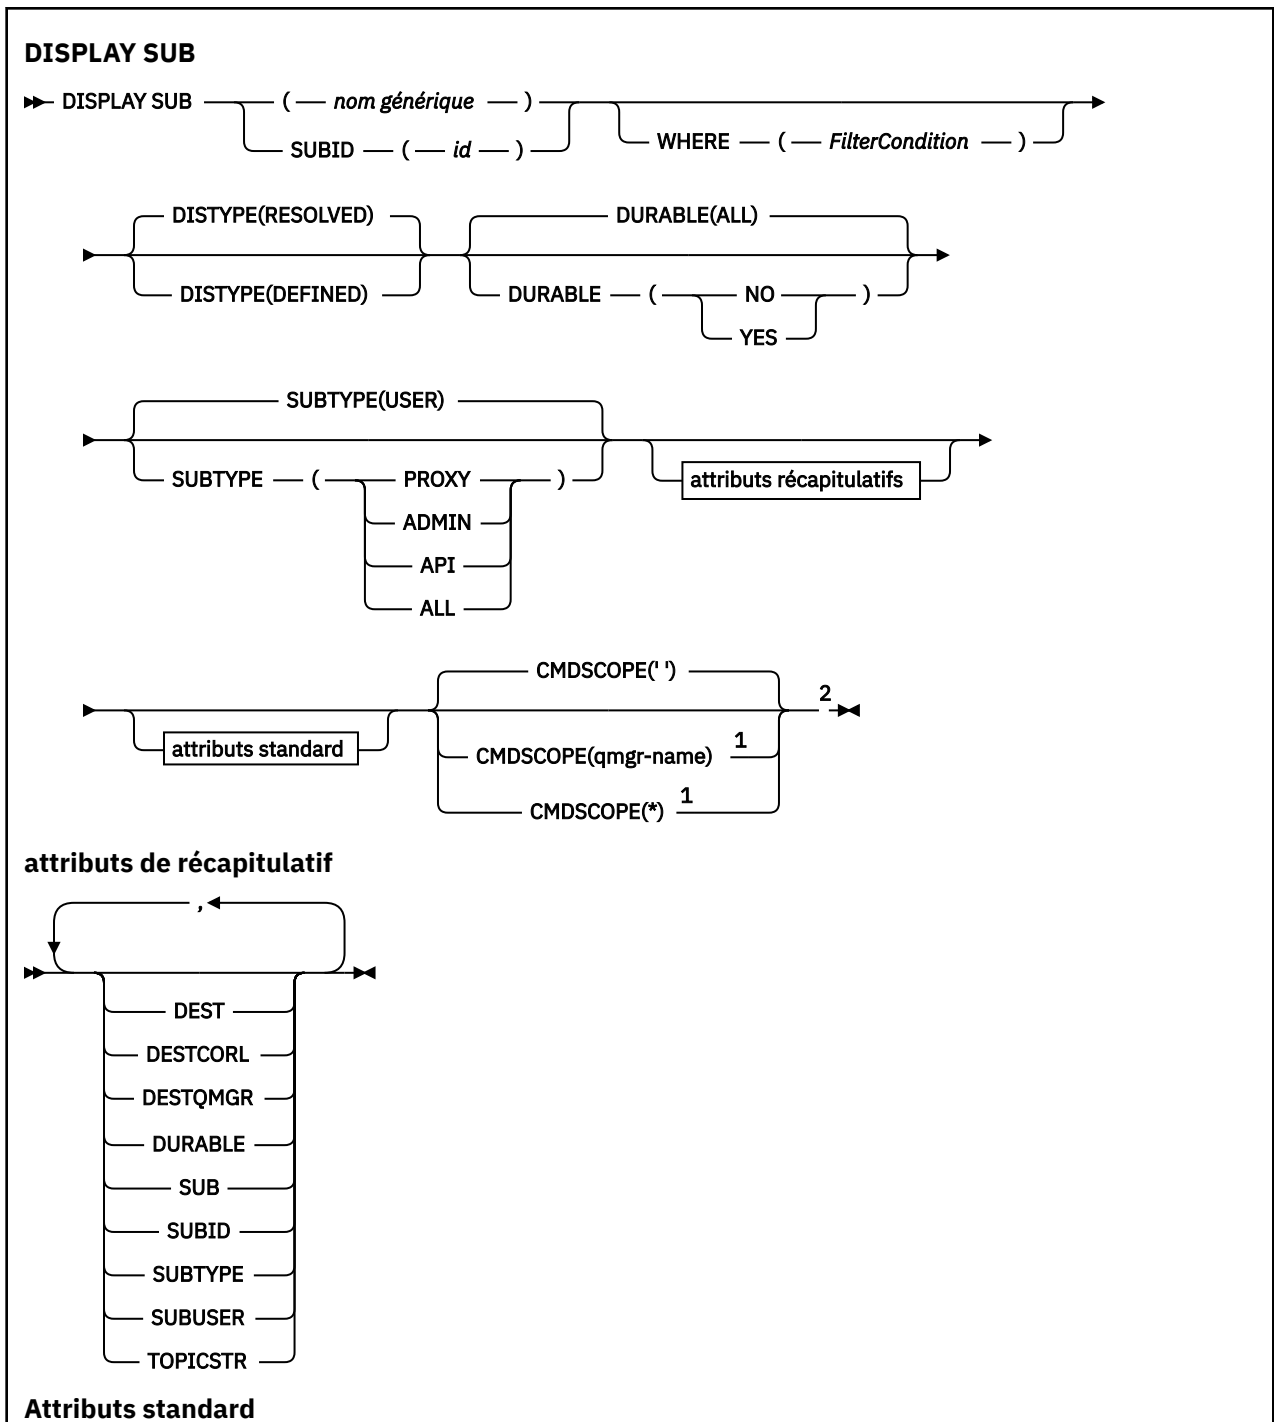 DISPLAY SUB
DISPLAY SUB ( nom générique )
SUBID ( id )
WHERE ( FilterCondition )
DISTYPE(RESOLVED)
DISTYPE(DEFINED)
DURABLE(ALL)
DURABLE ( NO )
YES
SUBTYPE(USER)
SUBTYPE ( PROXY )
ADMIN
API
ALL
attributs récapitulatifs
attributs standard
CMDSCOPE(' ')
CMDSCOPE(qmgr-name) 1
CMDSCOPE(*) 1
2
attributs de récapitulatif
,
DEST
DESTCORL
DESTQMGR
DURABLE
SUB
SUBID
SUBTYPE
SUBUSER
TOPICSTR
Attributs standard